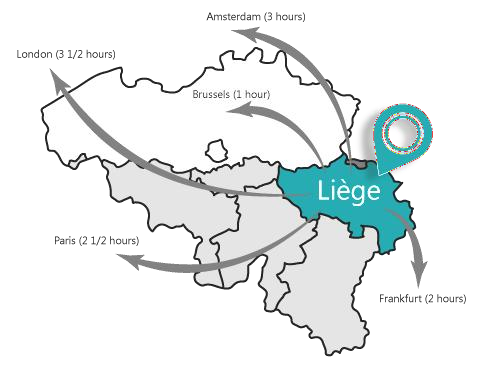 Amsterdam (3 hours)
London (3 1/2 hours)
Brussels (1 hour)
Liège
Paris (2 1/2 hours)
Frankfurt (2 hours)